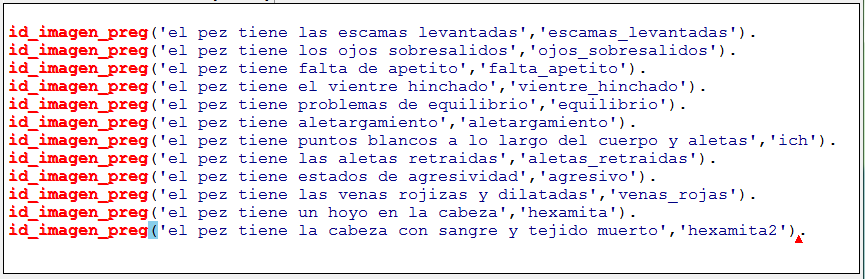 id_imagen_preg('el pez tiene las escamas levantadas','escamas_levantadas').
id_imagen_preg('el pez tiene los ojos sobresalidos','ojos_sobresalidos').
id_imagen_preg('el pez tiene falta de apetito','falta_apetito').
id_imagen_preg('el pez tiene el vientre hinchado','vientre_hinchado').
id_imagen_preg('el pez tiene problemas de equilibrio','equilibrio').
id_imagen_preg('el pez tiene aletargamiento','aletargamiento').
id_imagen_preg('el pez tiene puntos blancos a lo largo del cuerpo y aletas','ich').
id_imagen_preg('el pez tiene las aletas retraidas','aletas_retraidas').
id_imagen_preg('el pez tiene estados de agresividad','agresivo').
id_imagen_preg('el pez tiene las venas rojizas y dilatadas','venas_rojas').
id_imagen_preg('el pez tiene un hoyo en la cabeza','hexamita').
id_imagen_preg('el pez tiene la cabeza con sangre y tejido muerto','hexamita2').